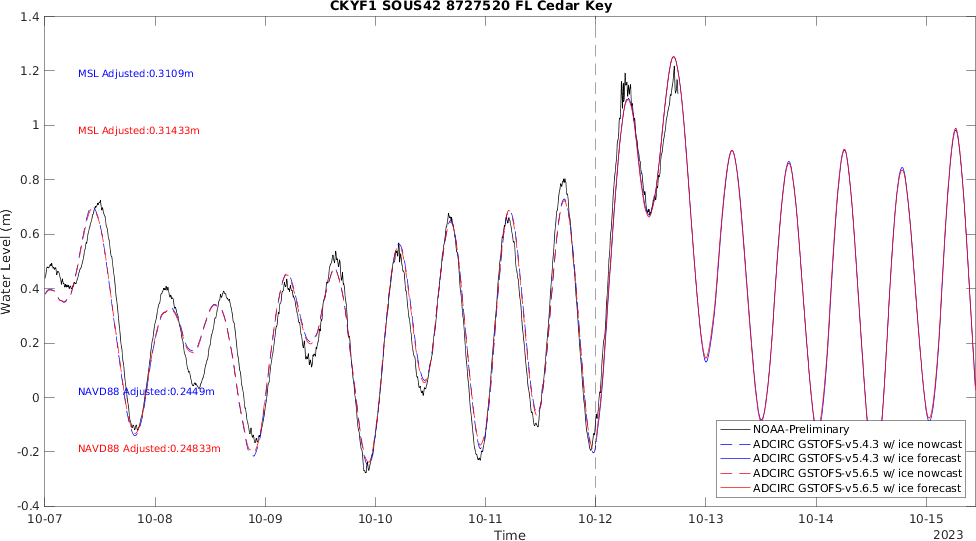 CKYF1 SOUS42 8727520 FL Cedar Key
1.4
1.2
1
0.8
0.6
0.4
0.2
0
-0.2
-0.4
Water Level (m)
MSL Adjusted:0.3109m
MSL Adjusted:0.31433m
NAVD88 Adjusted:0.2449m
NAVD88 Adjusted:0.24833m
NOAA-Preliminary
ADCIRC GSTOFS-v5.4.3 w/ ice nowcast
ADCIRC GSTOFS-v5.4.3 w/ ice forecast
ADCIRC GSTOFS-v5.6.5 w/ ice nowcast
ADCIRC GSTOFS-v5.6.5 w/ ice forecast
10-07 10-08 10-09 10-10 10-11 10-12 10-13 10-14 10-15
Time
2023